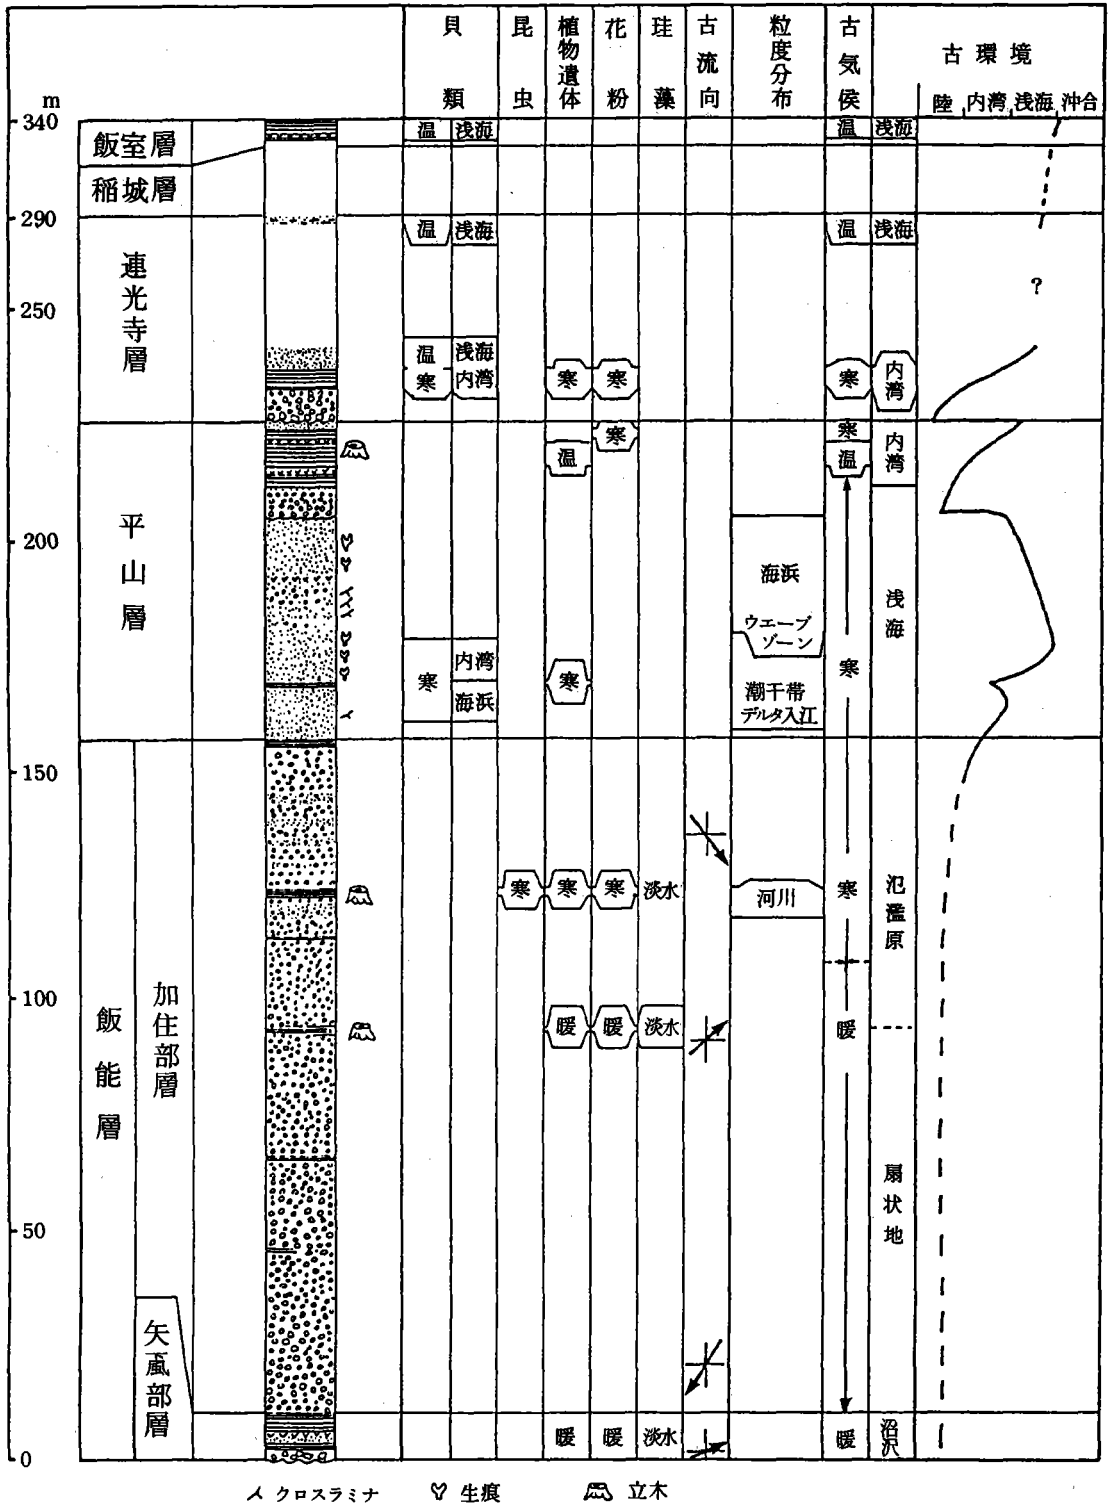 貝類
昆虫
植物遺体
花粉
珪藻
古流向
粒度分布
古気侯
古環境
陸 内湾 浅海 沖合
m
340
飯室層
温 浅海
温 浅海
稲城層
290
連光寺層
温 浅海
温 浅海
250
?
温 浅海
寒 内湾
寒
寒
寒
内湾
平山層
寒
寒
温
温
内湾
200
海浜
ウエーブ
ゾーン
浅海
寒
内湾
海浜
寒
寒
潮干帯
デルタ入江
150
飯能層
加住部層
寒
寒
寒
淡水
河川
寒
氾濫原
100
暖
暖
淡水
暖
扇状地
50
部層
暖
暖
淡水
暖
沼沢
0
クロスラミナ
生痕
立木